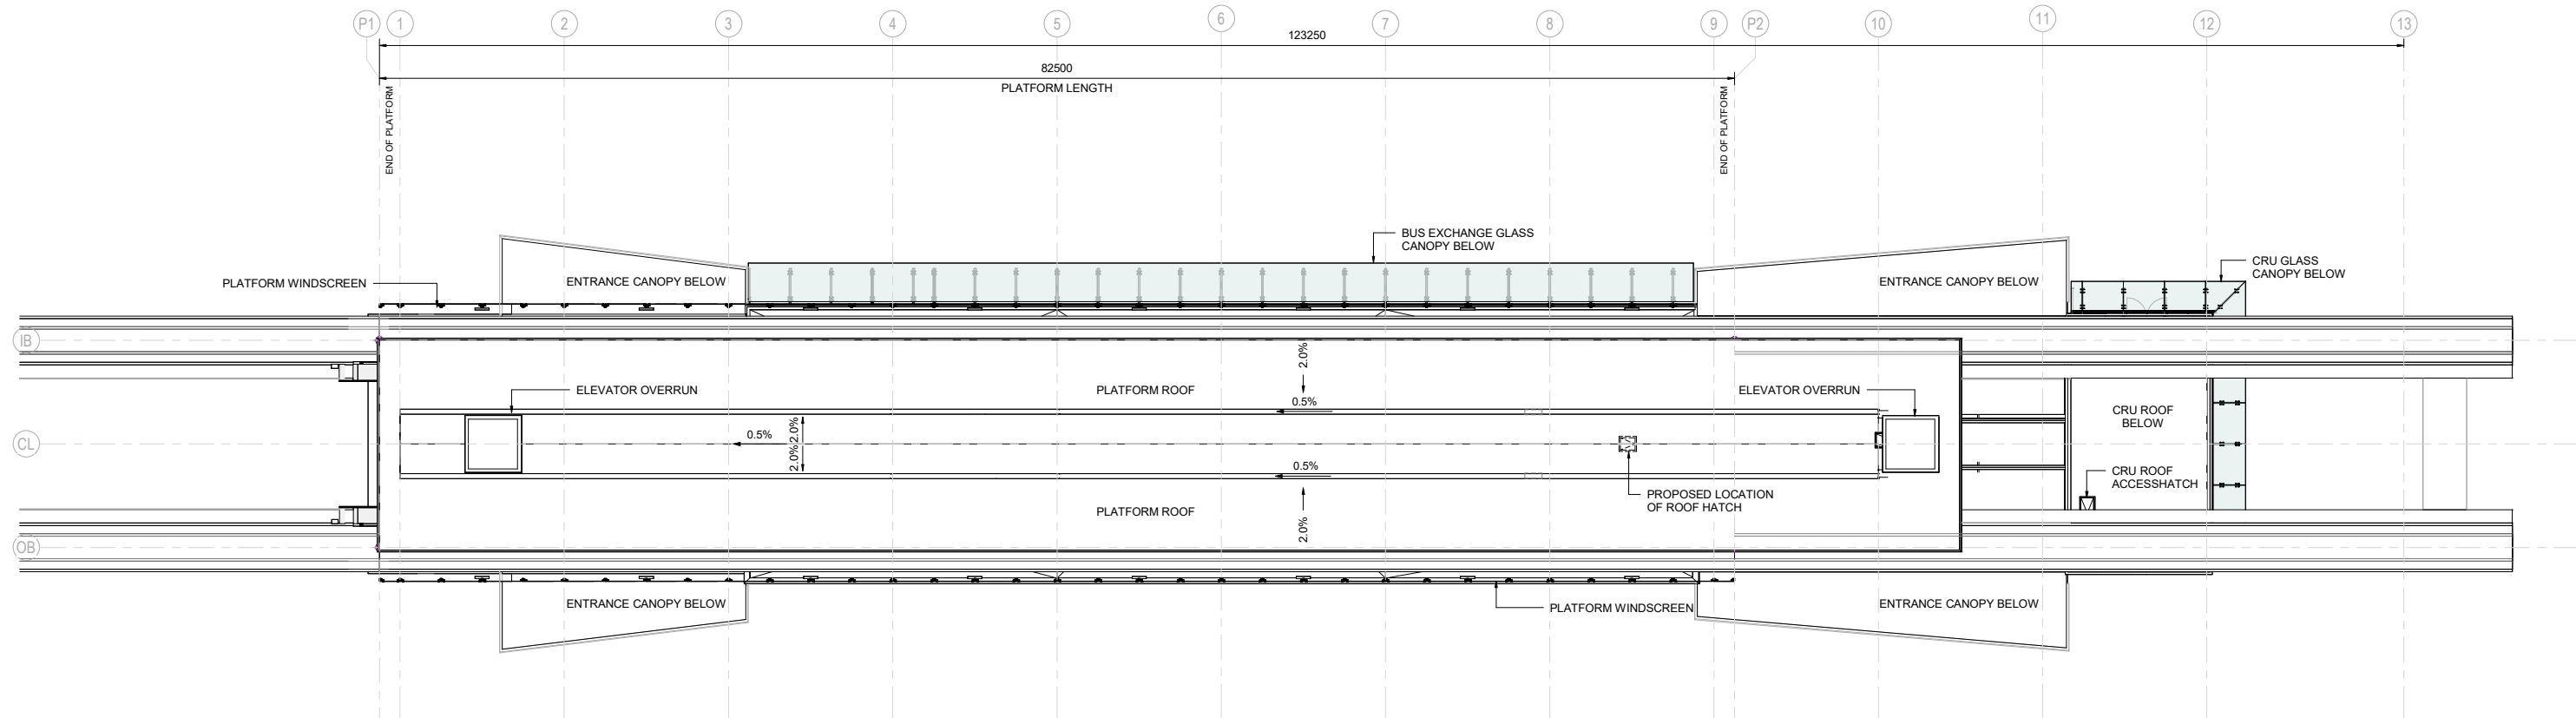 P1
1
2
3
4
5
6
7
8
9
P2
10
11
12
13
123250
82500
PLATFORM LENGTH
END OF PLATFORM
END OF PLATFORM
BUS EXCHANGE GLASS
CANOPY BELOW
CRU GLASS
CANOPY BELOW
PLATFORM WINDSCREEN
ENTRANCE CANOPY BELOW
ENTRANCE CANOPY BELOW
IB
2.0%
ELEVATOR OVERRUN
PLATFORM ROOF
ELEVATOR OVERRUN
0.5%
CRU ROOF
BELOW
CL
0.5%
2.0%
2.0%
0.5%
CRU ROOF
ACCESSHATCH
PROPOSED LOCATION
OF ROOF HATCH
PLATFORM ROOF
2.0%
OB
ENTRANCE CANOPY BELOW
PLATFORM WINDSCREEN
ENTRANCE CANOPY BELOW